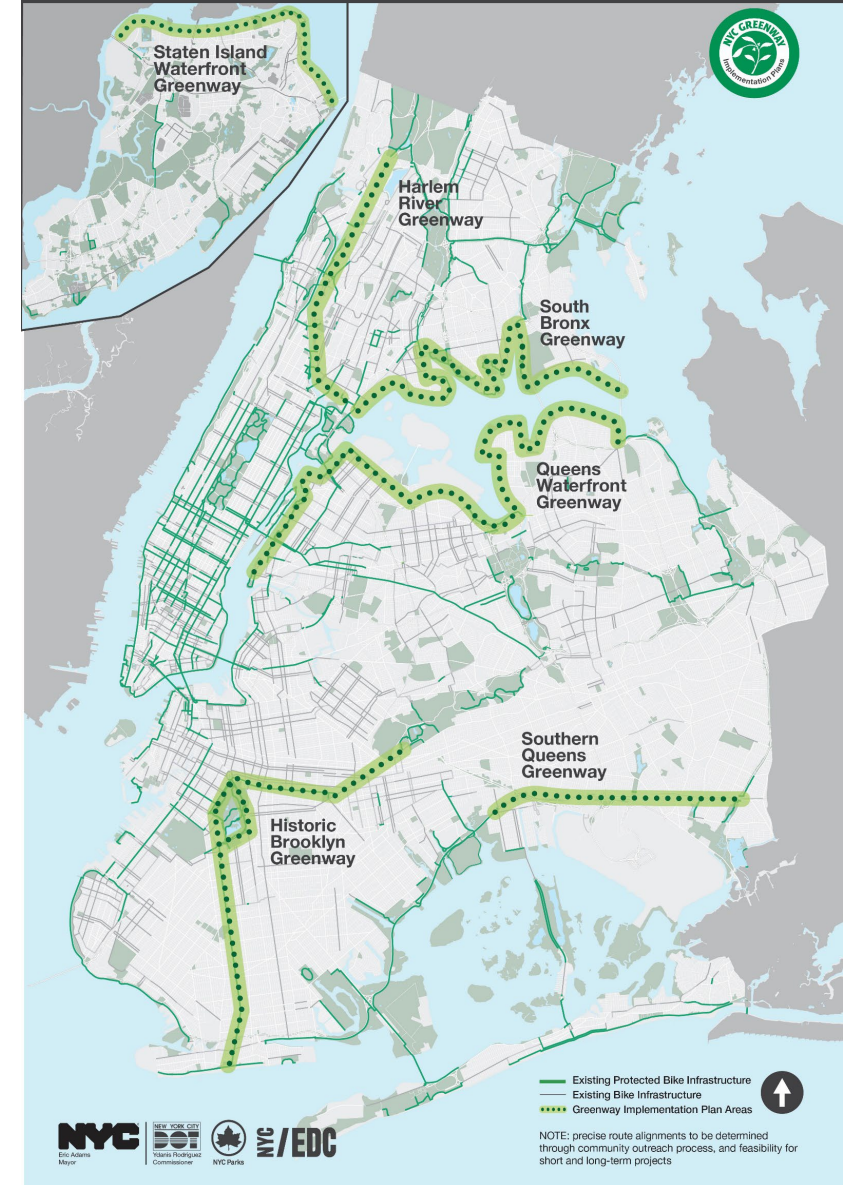 Staten Island
Waterfront
Greenway
NYC GREENWAY
Implementation Plans
Harlem
River
Greenway
South
Bronx
Greenway
Queens
Waterfront
Greenway
Southern
Queens
Greenway
Historic
Brooklyn
Greenway
Existing Protected Bike Infrastructure
Existing Bike Infrastructure
Greenway Implementation Plan Areas
NOTE: precise route alignments to be determined
through community outreach process, and feasibility for
short and long-term projects
NYC
Eric Adams
Mayor
NEW YORK CITY
DOT
Ydanis Rodriguez
Commissioner
NYC Parks
NYC/EDC